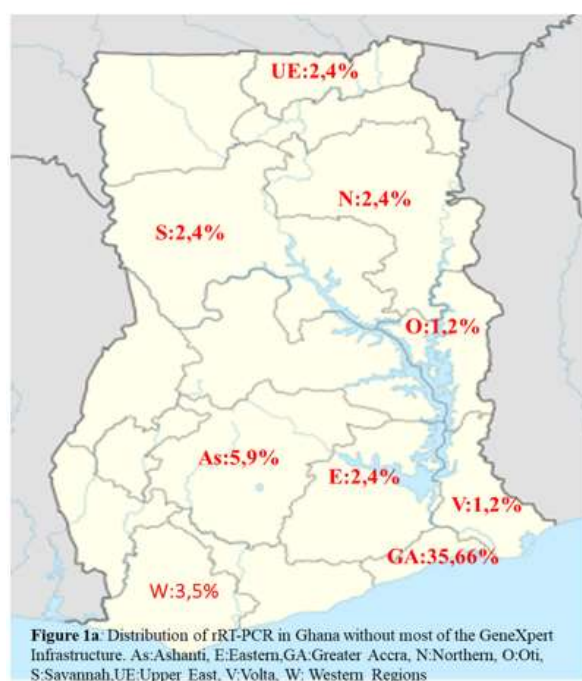 UE:2,4%
N:2,4%
S:2,4%
O:1,2%
As:5,9%
E:2,4%
V:1,2%
GA:35,66%
W:3,5%
Figure 1a: Distribution of rRT-PCR in Ghana without most of the GeneXpert
Infrastructure. As:Ashanti, E:Eastern,GA:Greater Accra, N:Northern, O:Oti,
S:Savannah,UE:Upper East, V:Volta, W: Western Regions